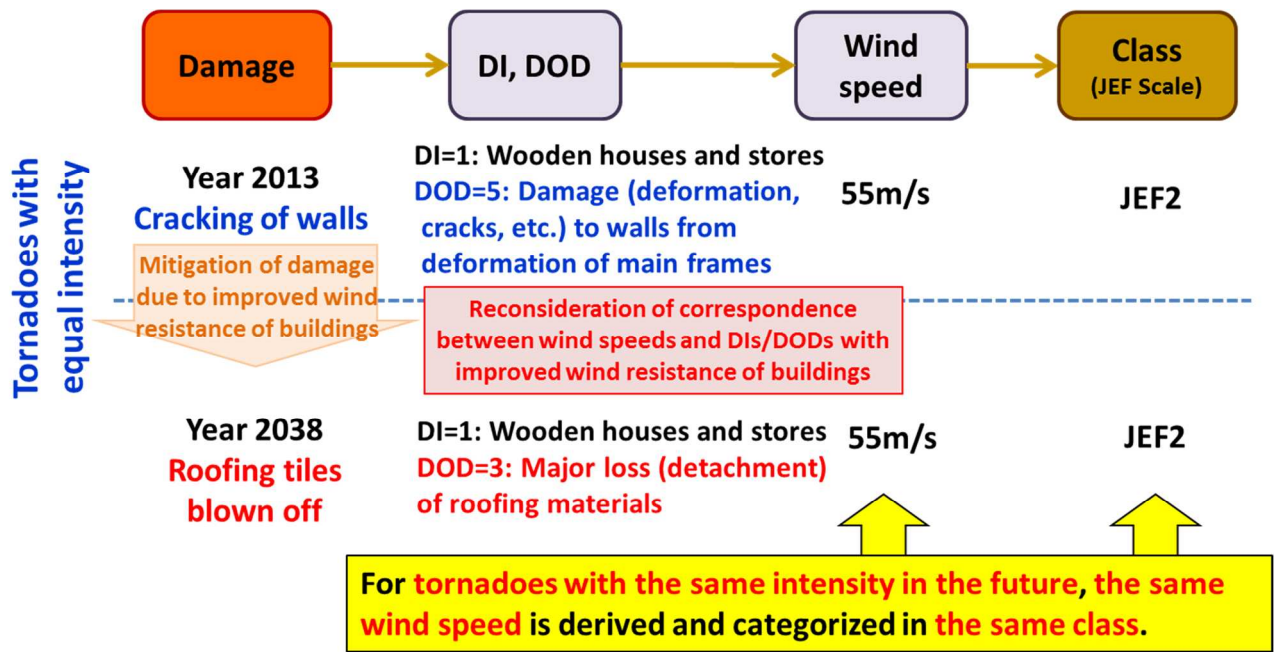 Damage
DI, DOD
Wind
speed
Class
(JEF Scale)
Tornadoes with
equal intensity
Year 2013
Cracking of walls
DI=1: Wooden houses and stores
DOD=5: Damage (deformation,
cracks, etc.) to walls from
deformation of main frames
55m/s
JEF2
Mitigation of damage
due to improved wind
resistance of buildings
Reconsideration of correspondence
between wind speeds and DIs/DODs with
improved wind resistance of buildings
Year 2038
Roofing tiles
blown off
DI=1: Wooden houses and stores
DOD=3: Major loss (detachment)
of roofing materials
55m/s
JEF2
For tornadoes with the same intensity in the future, the same
wind speed is derived and categorized in the same class.